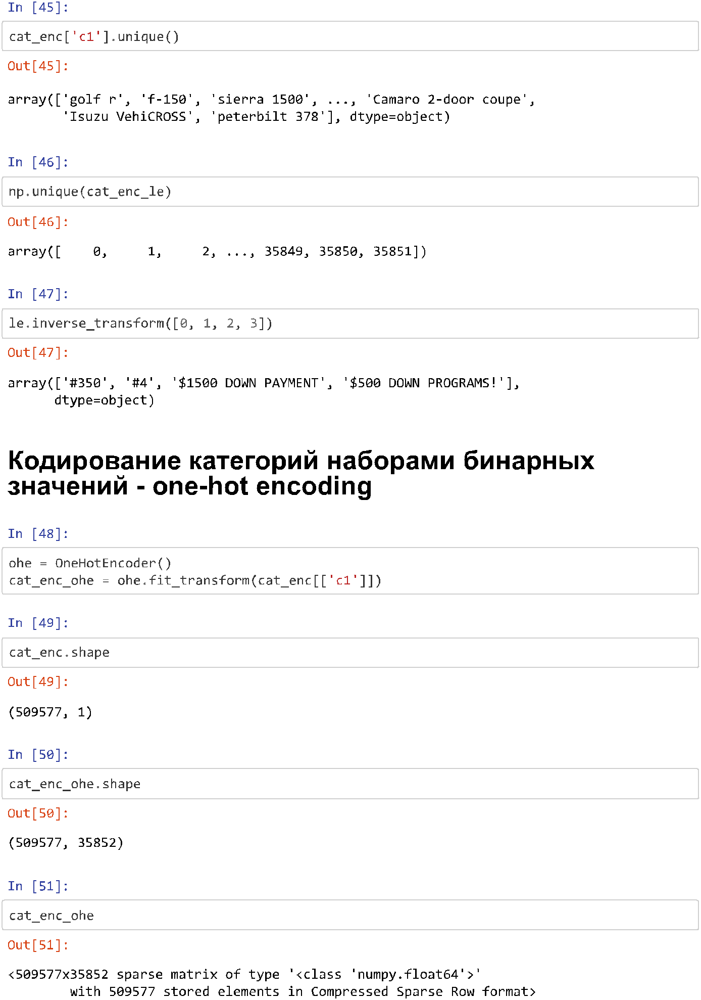 In [45]:
cat_enc['c1'].unique()
Out[45]:
array(['golf r', 'f-150', 'sierra 1500', ..., 'Camaro 2-door coupe',
'Isuzu VehiCROSS', 'peterbilt 378'], dtype=object)
In [46]:
np.unique(cat_enc_le)
Out[46]:
array([    0,     1,     2, ..., 35849, 35850, 35851])
In [47]:
le.inverse_transform([0, 1, 2, 3])
Out[47]:
array(['#350', '#4', '$1500 DOWN PAYMENT', '$500 DOWN PROGRAMS!'],
dtype=object)
Кодирование категорий наборами бинарных
значений - one-hot encoding
In [48]:
ohe = OneHotEncoder()
cat_enc_ohe = ohe.fit_transform(cat_enc[['c1']])
In [49]:
cat_enc.shape
Out[49]:
(509577, 1)
In [50]:
cat_enc_ohe.shape
Out[50]:
(509577, 35852)
In [51]:
cat_enc_ohe
Out[51]:
<509577x35852 sparse matrix of type '<class 'numpy.float64'>'
with 509577 stored elements in Compressed Sparse Row format>